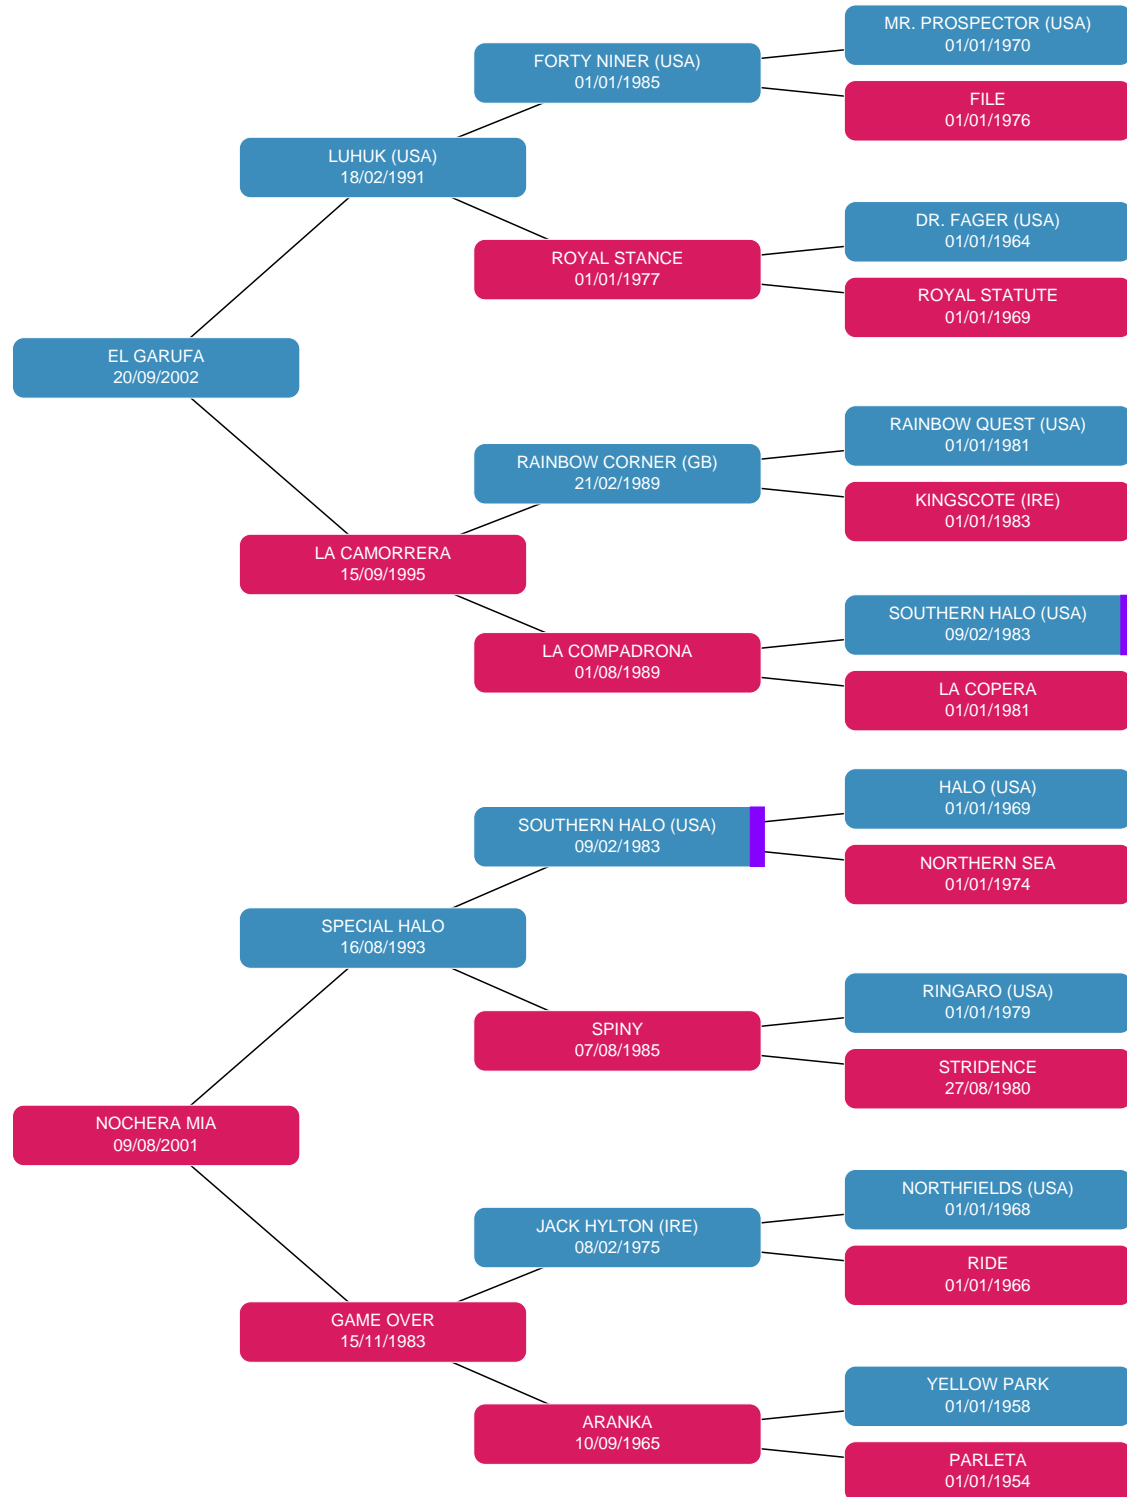 MR. PROSPECTOR (USA)
01/01/1970
FORTY NINER (USA)
01/01/1985
FILE
01/01/1976
LUHUK (USA)
18/02/1991
DR. FAGER (USA)
01/01/1964
ROYAL STANCE
01/01/1977
ROYAL STATUTE
01/01/1969
EL GARUFA
20/09/2002
RAINBOW QUEST (USA)
01/01/1981
RAINBOW CORNER (GB)
21/02/1989
KINGSCOTE (IRE)
01/01/1983
LA CAMORRERA
15/09/1995
SOUTHERN HALO (USA)
09/02/1983
LA COMPADRONA
01/08/1989
LA COPERA
01/01/1981
HALO (USA)
01/01/1969
SOUTHERN HALO (USA)
09/02/1983
NORTHERN SEA
01/01/1974
SPECIAL HALO
16/08/1993
RINGARO (USA)
01/01/1979
SPINY
07/08/1985
STRIDENCE
27/08/1980
NOCHERA MIA
09/08/2001
NORTHFIELDS (USA)
01/01/1968
JACK HYLTON (IRE)
08/02/1975
RIDE
01/01/1966
GAME OVER
15/11/1983
YELLOW PARK
01/01/1958
ARANKA
10/09/1965
PARLETA
01/01/1954